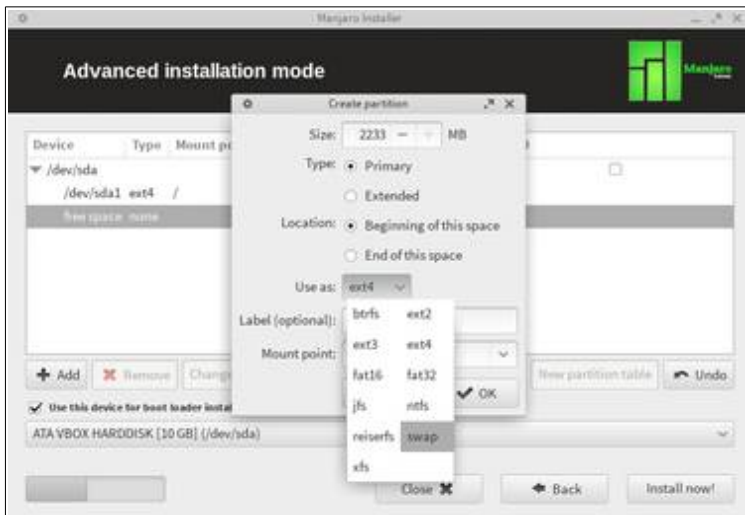 Manjaro Installer
Advanced installation mode
Manjaro
Create partition
Size: 2233 MB
Type: Primary
Extended
Location: Beginning of this space
End of this space
Use as: ext4
btrfs ext2
ext3 ext4
fat16 fat32
jfs ntfs
reiserfs swap
xfs
Label (optional):
Mount point:
OK
Device Type Mount po
/dev/sda
/dev/sda1 ext4 /
free space none
Add Remove Change New partition table Undo
Use this device for boot loader instal
ATA VBOX HARDDISK [10 GB] (/dev/sda)
Close Back Install now!